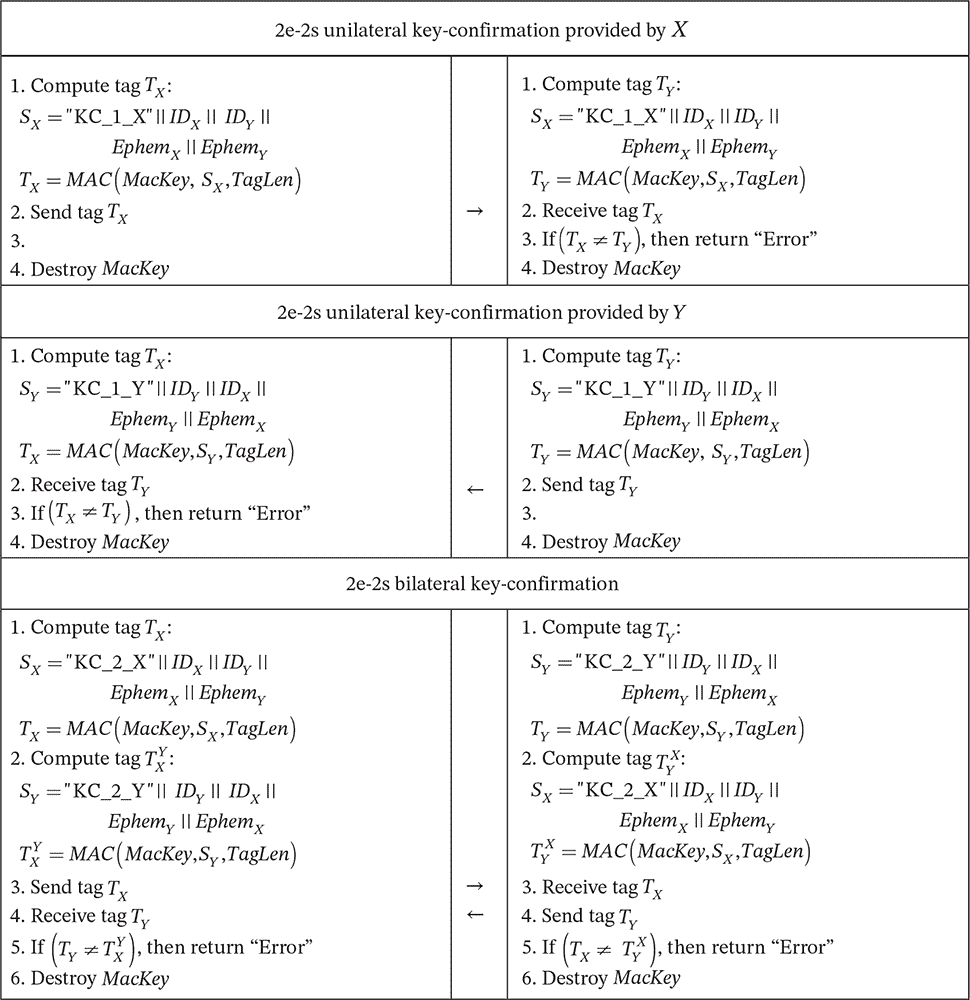 2e-2s unilateral key-confirmation provided by X
1. Compute tag T_X:
S_X = "KC_1_X" || ID_X || ID_Y ||
Ephem_X || Ephem_Y
T_X = MAC(MacKey, S_X,TagLen)
2. Send tag T_X
3.
4. Destroy MacKey
→
1. Compute tag T_Y:
S_X = "KC_1_X" || ID_X || ID_Y ||
Ephem_X || Ephem_Y
T_Y = MAC(MacKey,S_X,TagLen)
2. Receive tag T_X
3. If (T_X ≠ T_Y), then return “Error”
4. Destroy MacKey
2e-2s unilateral key-confirmation provided by Y
1. Compute tag T_X:
S_Y = "KC_1_Y" || ID_Y || ID_X ||
Ephem_Y || Ephem_X
T_X = MAC(MacKey,S_Y,TagLen)
2. Receive tag T_Y
3. If (T_X ≠ T_Y) , then return “Error”
4. Destroy MacKey
←
1. Compute tag T_Y:
S_Y = "KC_1_Y" || ID_Y || ID_X ||
Ephem_Y || Ephem_X
T_Y = MAC(MacKey, S_Y,TagLen)
2. Send tag T_Y
3.
4. Destroy MacKey
2e-2s bilateral key-confirmation
1. Compute tag T_X:
S_X = "KC_2_X" || ID_X || ID_Y ||
Ephem_X || Ephem_Y
T_X = MAC(MacKey,S_X,TagLen)
2. Compute tag T_X^Y:
S_Y = "KC_2_Y" || ID_Y || ID_X ||
Ephem_Y || Ephem_X
T_X^Y = MAC(MacKey,S_Y,TagLen)
3. Send tag T_X
4. Receive tag T_Y
5. If (T_Y ≠ T_X^Y), then return “Error”
6. Destroy MacKey
→
←
1. Compute tag T_Y:
S_Y = "KC_2_Y" || ID_Y || ID_X ||
Ephem_Y || Ephem_X
T_Y = MAC(MacKey,S_Y,TagLen)
2. Compute tag T_Y^X:
S_X = "KC_2_X" || ID_X || ID_Y ||
Ephem_X || Ephem_Y
T_Y^X = MAC(MacKey,S_X,TagLen)
3. Receive tag T_X
4. Send tag T_Y
5. If (T_X ≠ T_Y^X), then return “Error”
6. Destroy MacKey